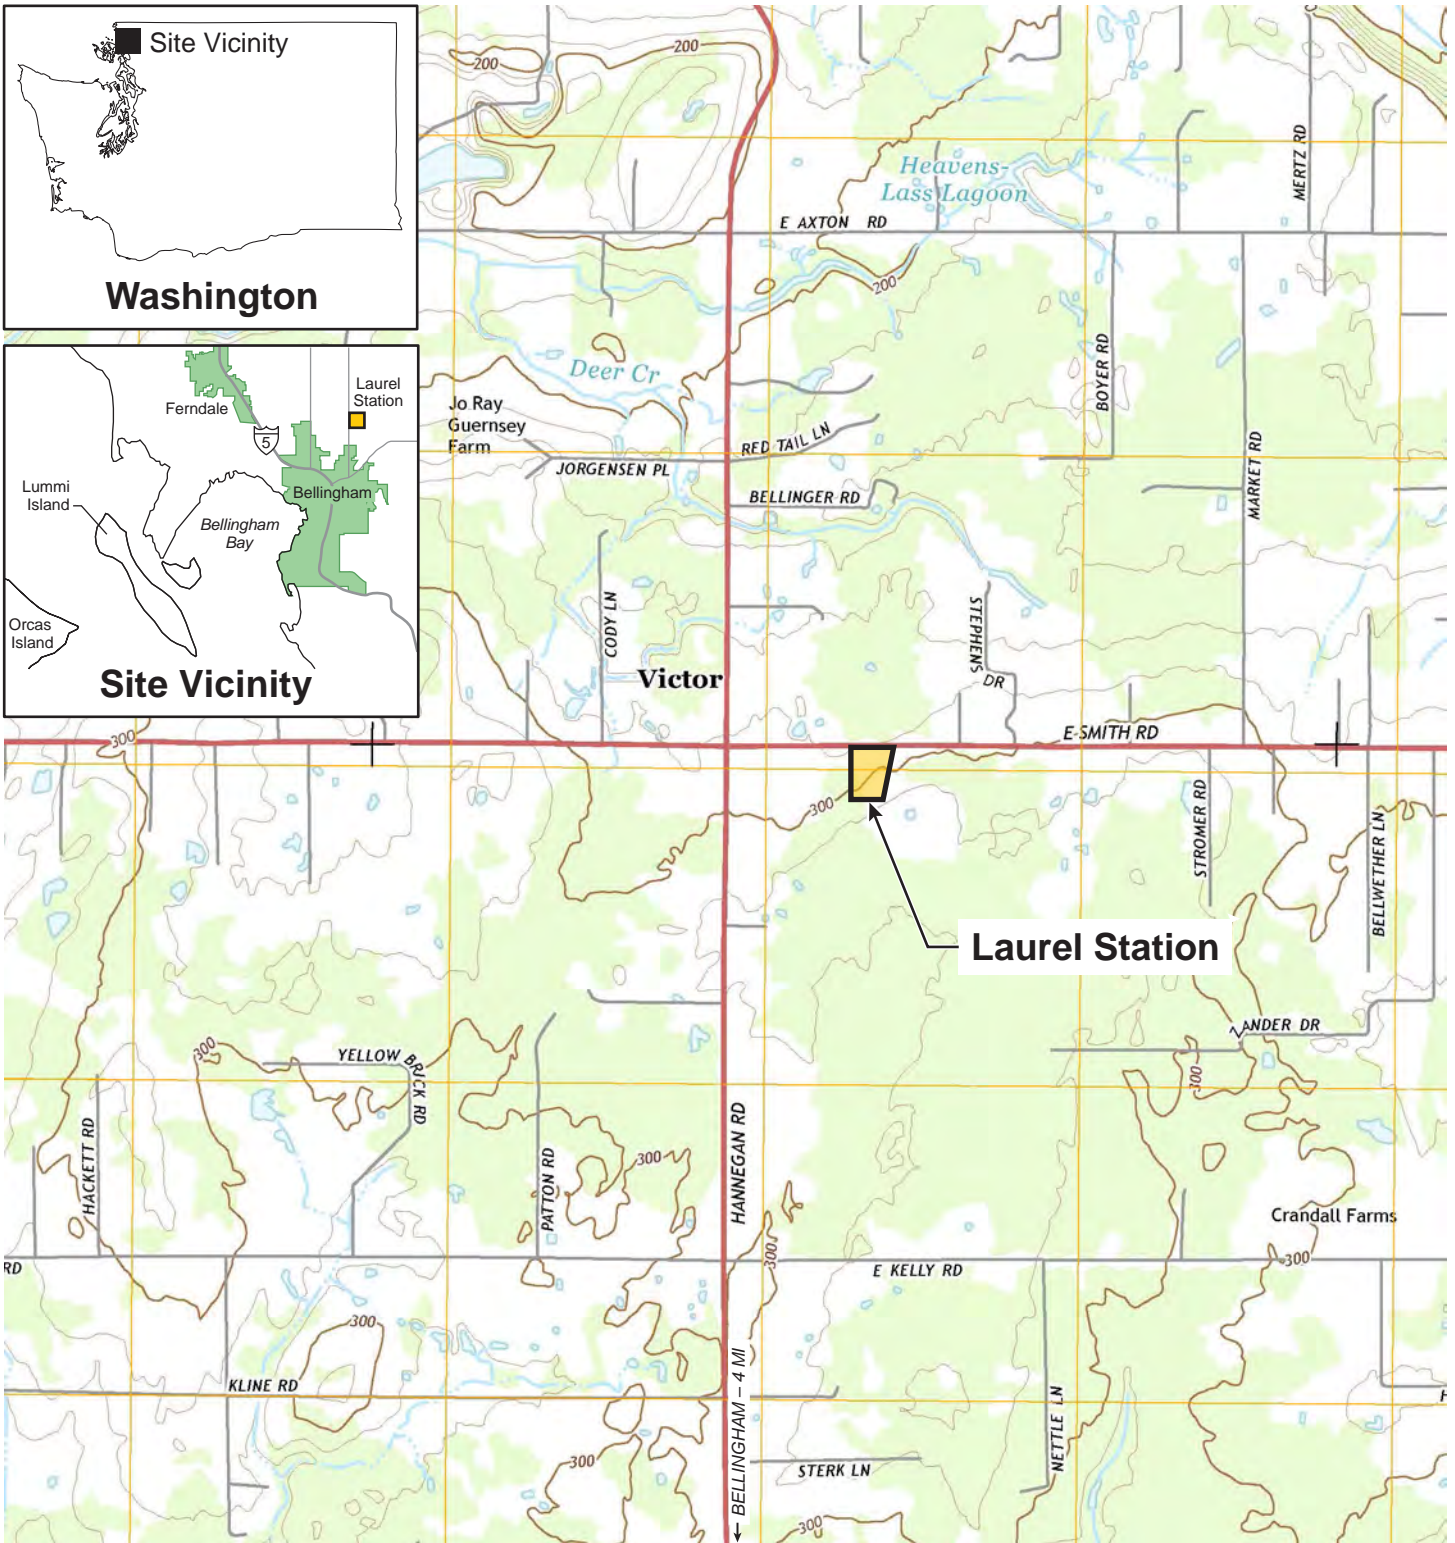 Site Vicinity
Washington
Ferndale
Laurel
Station
5
Lummi
Island
Bellingham
Bellingham
Bay
Orcas
Island
Site Vicinity
200
200
Heavens-
Lass Lagoon
MERTZ RD
E AXTON RD
200
Deer Cr
BOYER RD
Jo Ray
Guernsey
Farm
RED TAIL LN
JORGENSEN PL
BELLINGER RD
MARKET RD
CODY LN
STEPHENS DR
Victor
E SMITH RD
300
300
STROMER RD
BELLWETHER LN
Laurel Station
ZANDER DR
300
YELLOW BRICK RD
300
HACKETT RD
HANNEGAN RD
PATTON RD
300
Crandall Farms
RD
300
E KELLY RD
300
300
KLINE RD
BELLINGHAM – 4 MI
NETTLE LN
H
300
STERK LN
300